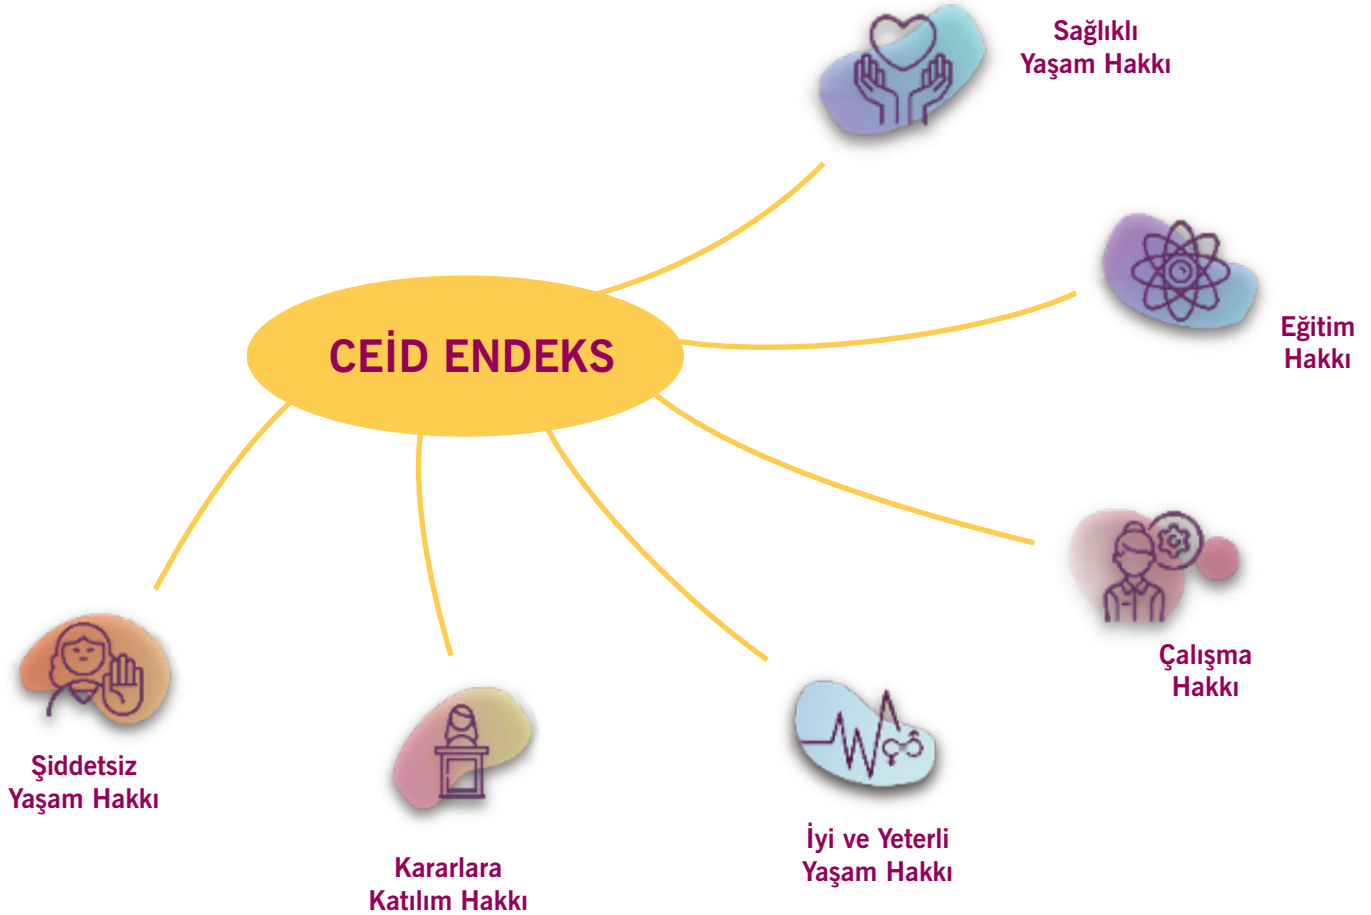 Sağlıklı
Yaşam Hakkı
Eğitim
Hakkı
CEİD ENDEKS
Çalışma
Hakkı
Şiddetsiz
Yaşam Hakkı
İyi ve Yeterli
Yaşam Hakkı
Kararlara
Katılım Hakkı